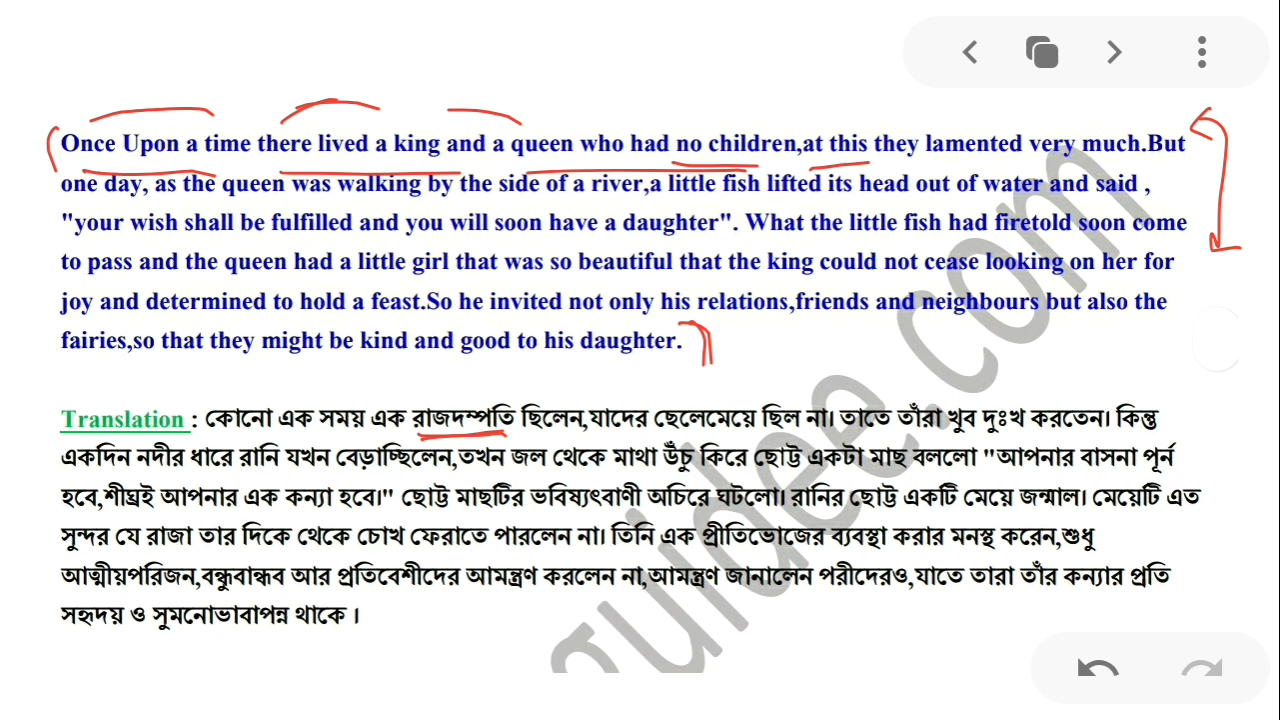 Once Upon a time there lived a king and a queen who had no children,at this they lamented very much.But
one day, as the queen was walking by the side of a river,a little fish lifted its head out of water and said ,
"your wish shall be fulfilled and you will soon have a daughter". What the little fish had firetold soon come
to pass and the queen had a little girl that was so beautiful that the king could not cease looking on her for
joy and determined to hold a feast.So he invited not only his relations,friends and neighbours but also the
fairies,so that they might be kind and good to his daughter.
Translation : কোনো এক সময় এক রাজদম্পতি ছিলেন,যাদের ছেলেমেয়ে ছিল না। তাতে তাঁরা খুব দুঃখ করতেন। কিন্তু
একদিন নদীর ধারে রানি যখন বেড়াচ্ছিলেন,তখন জল থেকে মাথা উঁচু কিরে ছোট্ট একটা মাছ বললো "আপনার বাসনা পূর্ন
হবে,শীঘ্রই আপনার এক কন্যা হবে।" ছোট্ট মাছটির ভবিষ্যৎবাণী অচিরে ঘটলো। রানির ছোট্ট একটি মেয়ে জন্মাল। মেয়েটি এত
সুন্দর যে রাজা তার দিকে থেকে চোখ ফেরাতে পারলেন না। তিনি এক প্রীতিভোজের ব্যবস্থা করার মনস্থ করেন,শুধু
আত্মীয়পরিজন,বন্ধুবান্ধব আর প্রতিবেশীদের আমন্ত্রণ করলেন না,আমন্ত্রণ জানালেন পরীদেরও,যাতে তারা তাঁর কন্যার প্রতি
সহৃদয় ও সুমনোভাবাপন্ন থাকে ।
guidee.com